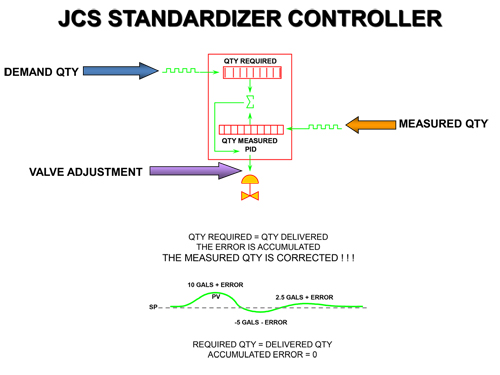 JCS STANDARDIZER CONTROLLER
QTY REQUIRED
DEMAND QTY
Σ
MEASURED QTY
QTY MEASURED
PID
VALVE ADJUSTMENT
QTY REQUIRED = QTY DELIVERED
THE ERROR IS ACCUMULATED
THE MEASURED QTY IS CORRECTED ! ! !
10 GALS + ERROR
PV
2.5 GALS + ERROR
SP
-5 GALS - ERROR
REQUIRED QTY = DELIVERED QTY
ACCUMULATED ERROR = 0